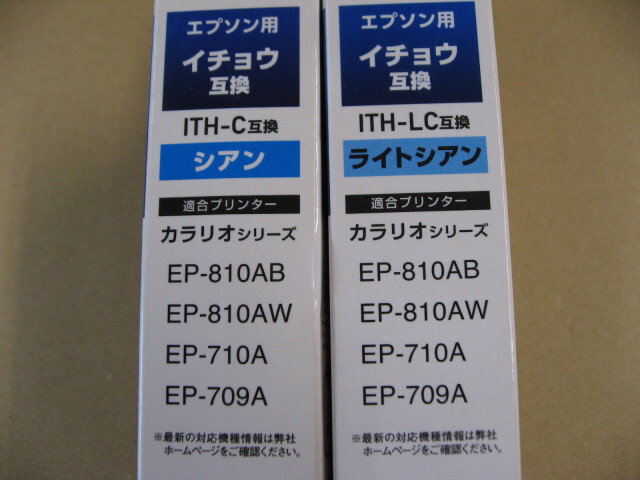 エプソン用
イチョウ
互換
ITH-C互換
シアン
適合プリンター
カラリオシリーズ
EP-810AB
EP-810AW
EP-710A
EP-709A
※最新の対応機種情報は弊社
ホームページをご確認ください。
エプソン用
イチョウ
互換
ITH-LC互換
ライトシアン
適合プリンター
カラリオシリーズ
EP-810AB
EP-810AW
EP-710A
EP-709A
※最新の対応機種情報は弊社
ホームページをご確認ください。